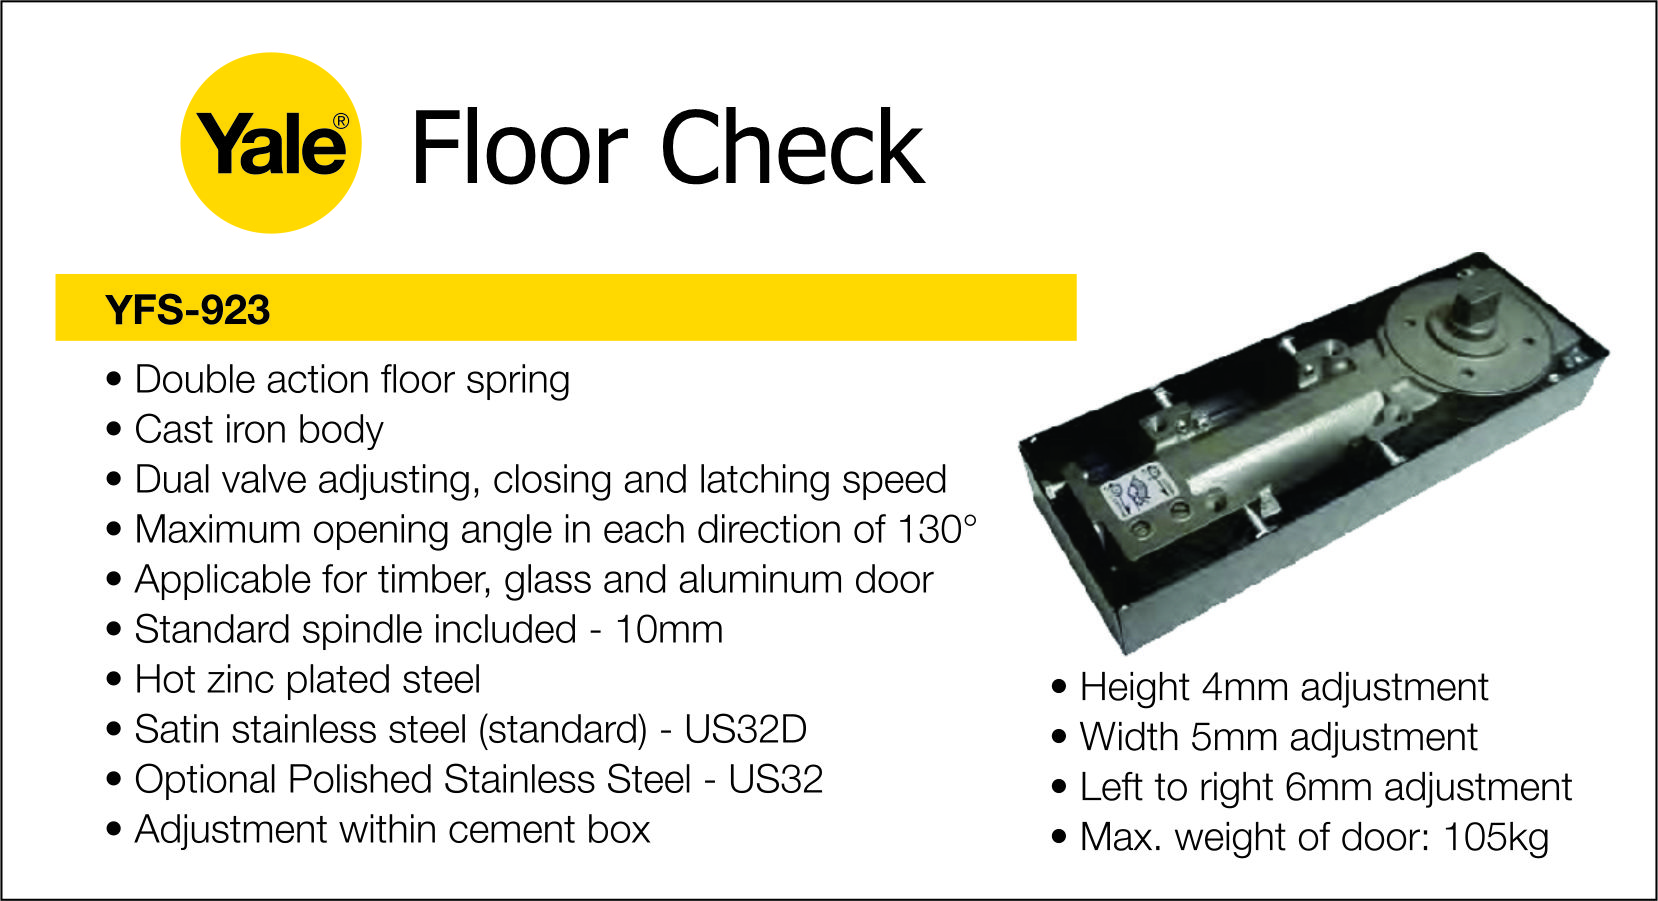 Yale®
Floor Check
YFS-923
• Double action floor spring
• Cast iron body
• Dual valve adjusting, closing and latching speed
• Maximum opening angle in each direction of 130°
• Applicable for timber, glass and aluminum door
• Standard spindle included - 10mm
• Hot zinc plated steel
• Satin stainless steel (standard) - US32D
• Optional Polished Stainless Steel - US32
• Adjustment within cement box
• Height 4mm adjustment
• Width 5mm adjustment
• Left to right 6mm adjustment
• Max. weight of door: 105kg